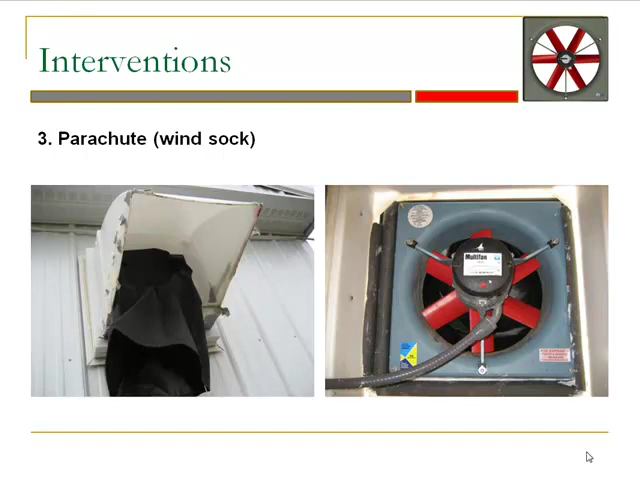 Interventions
3. Parachute (wind sock)
Multifan